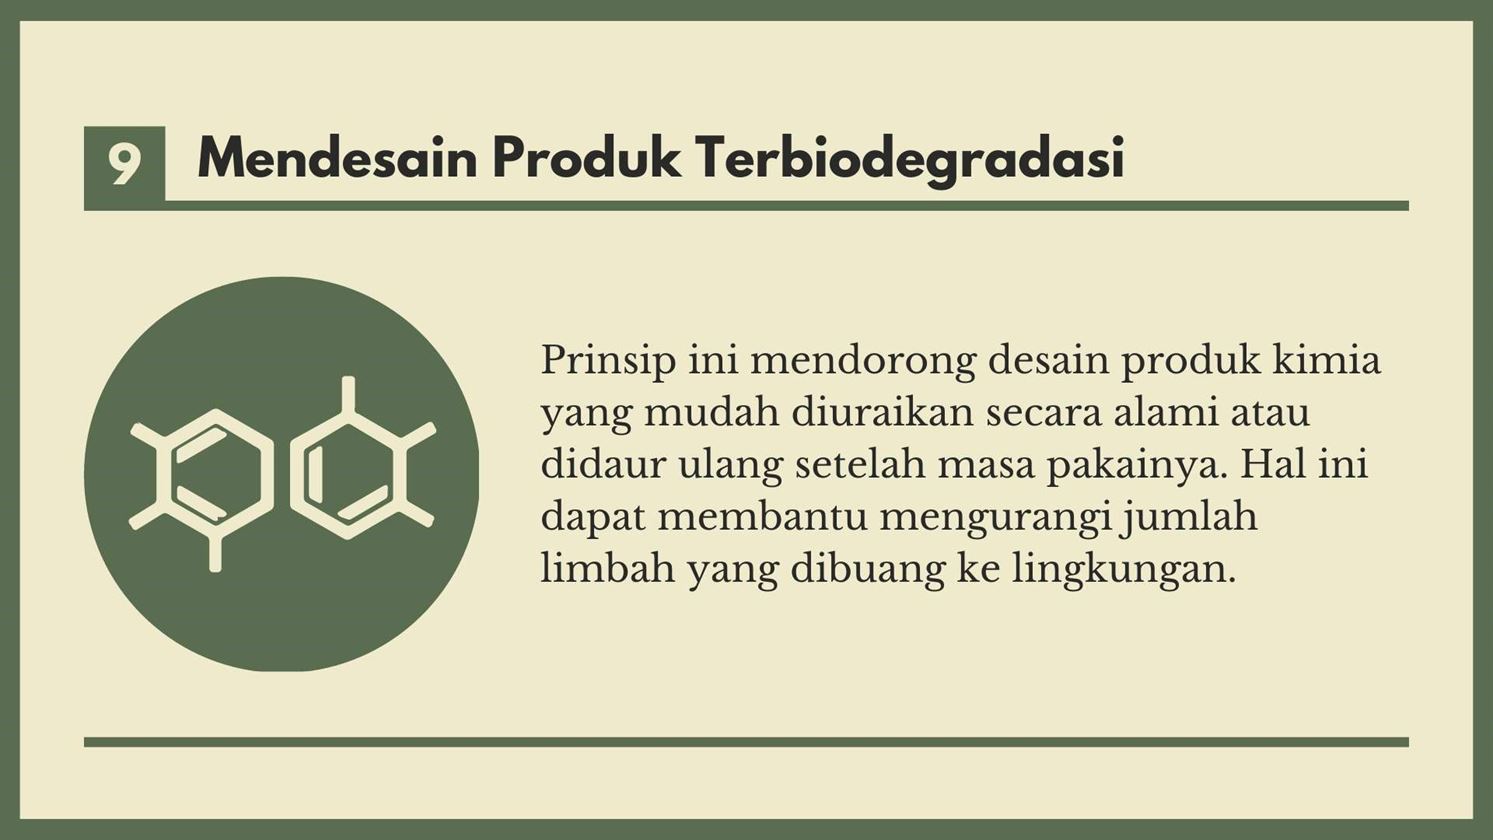 9 Mendesain Produk Terbiodegradasi
Prinsip ini mendorong desain produk kimia
yang mudah diuraikan secara alami atau
didaur ulang setelah masa pakainya. Hal ini
dapat membantu mengurangi jumlah
limbah yang dibuang ke lingkungan.